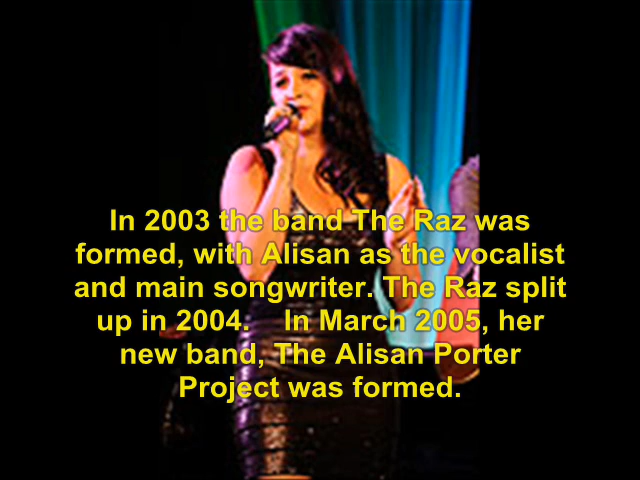 In 2003 the band The Raz was
formed, with Alisan as the vocalist
and main songwriter. The Raz split
up in 2004.    In March 2005, her
new band, The Alisan Porter
Project was formed.